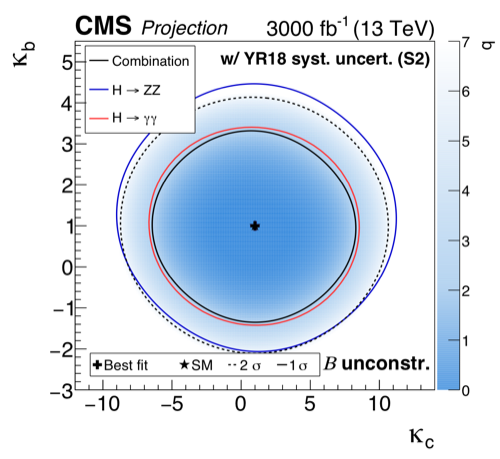 CMS Projection 3000 fb⁻¹ (13 TeV)
κb
q
Combination
H → ZZ
H → γγ
w/ YR18 syst. uncert. (S2)
5
4
3
2
1
0
−1
−2
−3
7
6
5
4
3
2
1
0
Best fit SM 2 σ 1 σ
B unconstr.
−10 −5 0 5 10
κc